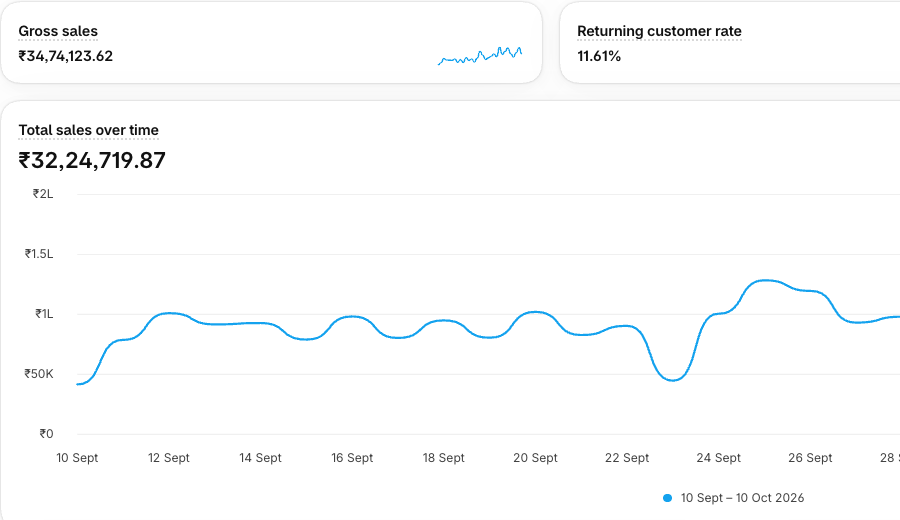 Gross sales
₹34,74,123.62
Returning customer rate
11.61%
Total sales over time
₹32,24,719.87
₹2L
₹1.5L
₹1L
₹50K
₹0
10 Sept 12 Sept 14 Sept 16 Sept 18 Sept 20 Sept 22 Sept 24 Sept 26 Sept 28
10 Sept – 10 Oct 2026